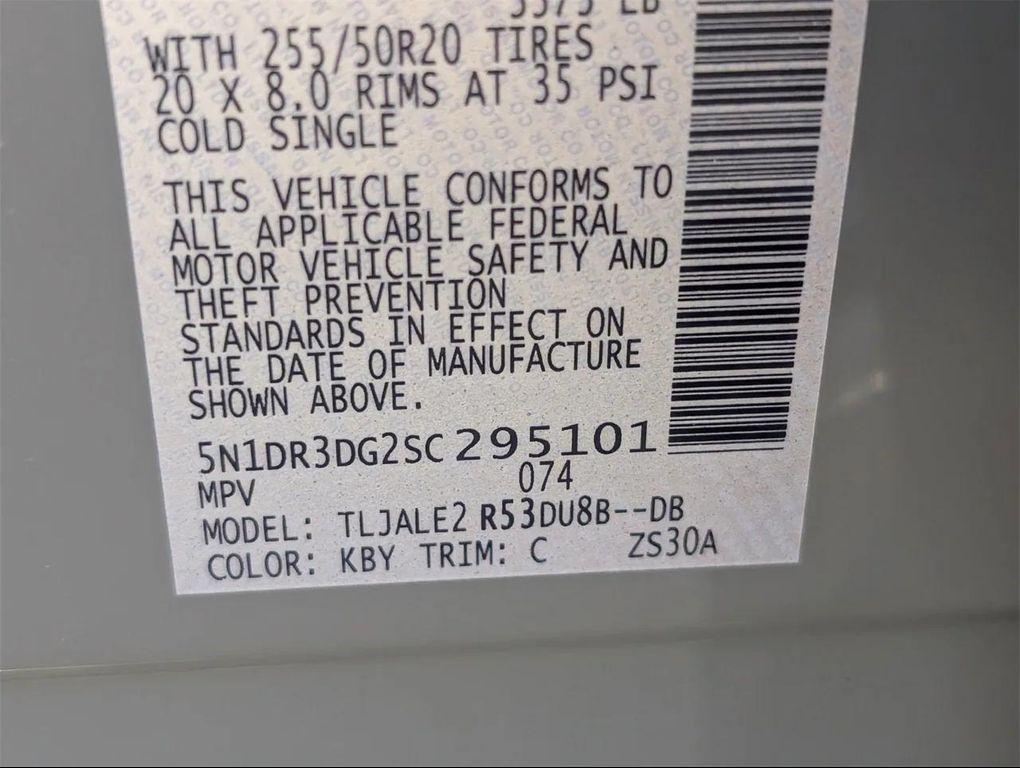 WITH 255/50R20 TIRES
20 X 8.0 RIMS AT 35 PSI
COLD SINGLE
THIS VEHICLE CONFORMS TO
ALL APPLICABLE FEDERAL
MOTOR VEHICLE SAFETY AND
THEFT PREVENTION
STANDARDS IN EFFECT ON
THE DATE OF MANUFACTURE
SHOWN ABOVE.
5N1DR3DG2SC295101
MPV 074
MODEL: TLJALE2 R53DU8B--DB
COLOR: KBY TRIM: C ZS30A